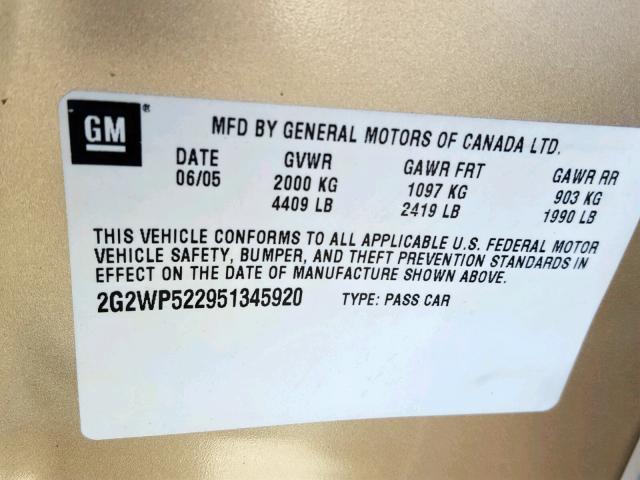 GM ®
MFD BY GENERAL MOTORS OF CANADA LTD.
DATE GVWR GAWR FRT GAWR RR
06/05 2000 KG 1097 KG 903 KG
4409 LB 2419 LB 1990 LB
THIS VEHICLE CONFORMS TO ALL APPLICABLE U.S. FEDERAL MOTOR
VEHICLE SAFETY, BUMPER, AND THEFT PREVENTION STANDARDS IN
EFFECT ON THE DATE OF MANUFACTURE SHOWN ABOVE.
2G2WP522951345920 TYPE: PASS CAR